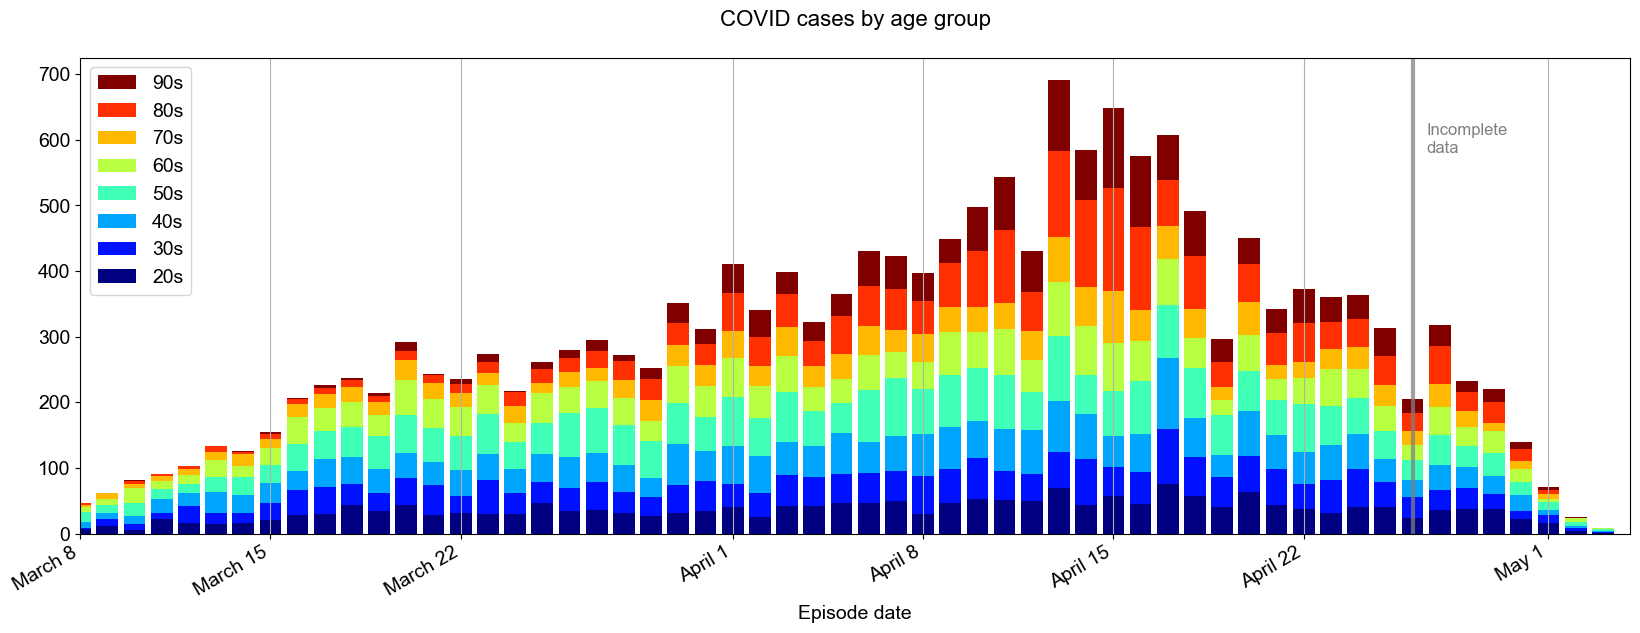 COVID cases by age group
700
600
500
400
300
200
100
0
90s
80s
70s
60s
50s
40s
30s
20s
Incomplete
data
March 8
March 15
March 22
April 1
April 8
April 15
April 22
May 1
Episode date